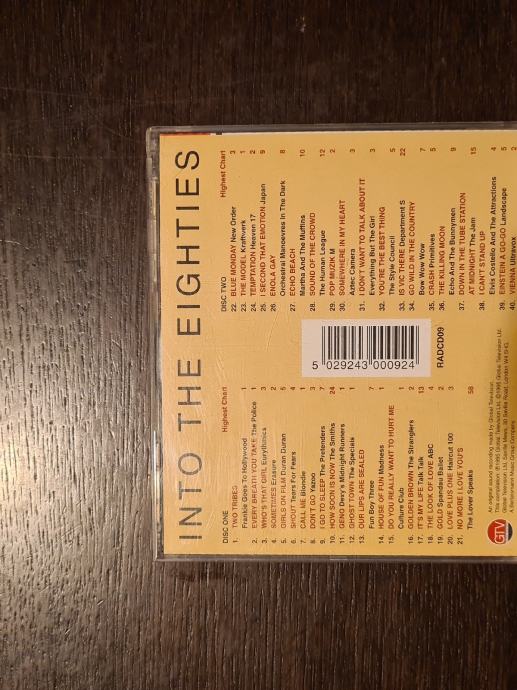 INTO THE EIGHTIES
DISC ONE Highest Chart
1. TWO TRIBES 1
Frankie Goes To Hollywood
2. EVERY BREATH YOU TAKE The Police 1
3. WHO'S THAT GIRL Eurythmics 3
4. SOMETIMES Erasure 2
5. GIRLS ON FILM Duran Duran 5
6. SHOUT Tears For Fears 4
7. CALL ME Blondie 1
8. DON'T GO Yazoo 3
9. I GO TO SLEEP The Pretenders 7
10. HOW SOON IS NOW The Smiths 24
11. GENO Dexy's Midnight Runners 1
12. GHOST TOWN The Specials 1
13. OUR LIPS ARE SEALED 7
Fun Boy Three
14. HOUSE OF FUN Madness 1
15. DO YOU REALLY WANT TO HURT ME 1
Culture Club
16. GOLDEN BROWN The Stranglers 2
17. IT'S MY LIFE Talk Talk 13
18. THE LOOK OF LOVE ABC 4
19. GOLD Spandau Ballet 2
20. LOVE PLUS ONE Haircut 100 3
21. NO MORE I LOVE YOU'S 58
The Lover Speaks
5 029243 000924
RADCD09
DISC TWO Highest Chart
22. BLUE MONDAY New Order 3
23. THE MODEL Kraftwerk 1
24. TEMPTATION Heaven 17 2
25. I SECOND THAT EMOTION Japan 9
26. ENOLA GAY 8
Orchestral Manoevres In The Dark
27. ECHO BEACH 10
Martha And The Muffins
28. SOUND OF THE CROWD 12
The Human League
29. POP MUZIK M 2
30. SOMEWHERE IN MY HEART 3
Aztec Camera
31. I DON'T WANT TO TALK ABOUT IT 3
Everything But The Girl
32. YOU'RE THE BEST THING 5
The Style Council
33. IS VIC THERE Department S 22
34. GO WILD IN THE COUNTRY 7
Bow Wow Wow
35. CRASH Primitives 5
36. THE KILLING MOON 9
Echo And The Bunnymen
37. DOWN IN THE TUBE STATION 15
AT MIDNIGHT The Jam
38. I CAN'T STAND UP 4
Elvis Costello And The Attractions
39. EINSTEIN A GO-GO Landscape 5
40. VIENNA Ultravox 2
GTV